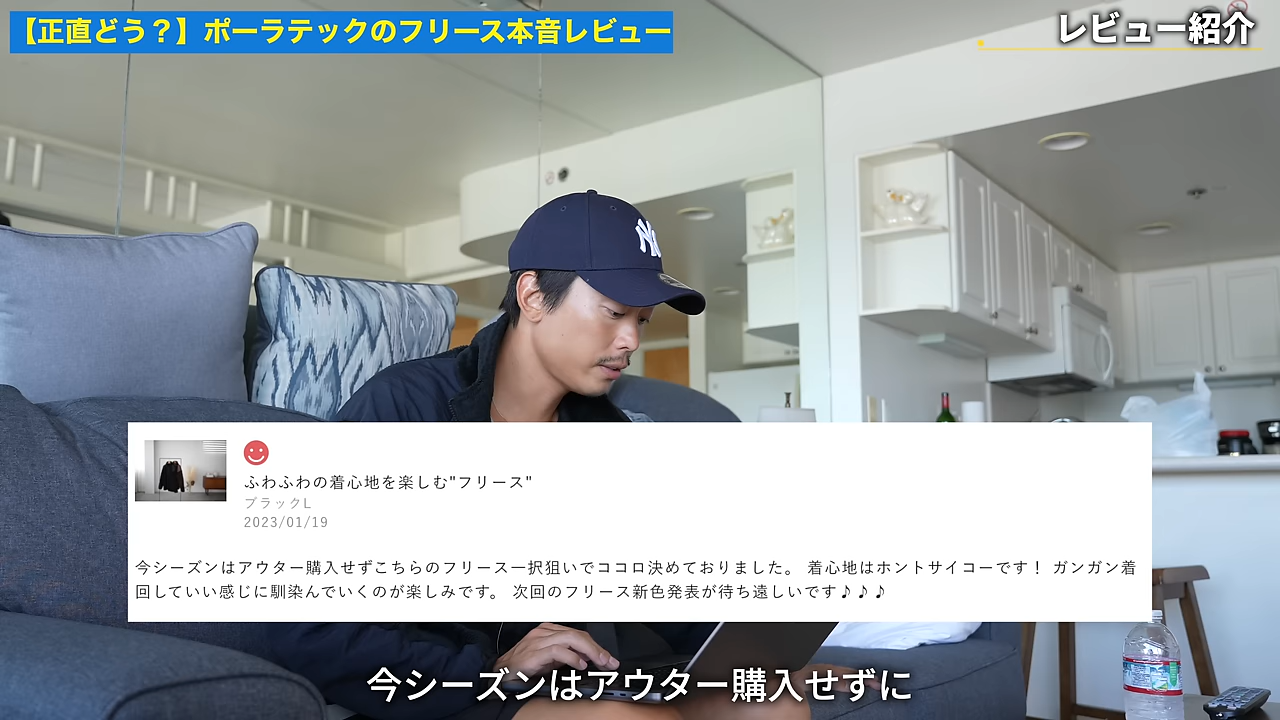 【正直どう？】ポーラテックのフリース本音レビュー
レビュー紹介
NY
ふわふわの着心地を楽しむ"フリース"
ブラックL
2023/01/19
今シーズンはアウター購入せずこちらのフリース一択狙いでココロ決めておりました。 着心地はホントサイコーです！ ガンガン着
回していい感じに馴染んでいくのが楽しみです。 次回のフリース新色発表が待ち遠しいです♪♪♪
今シーズンはアウター購入せずに